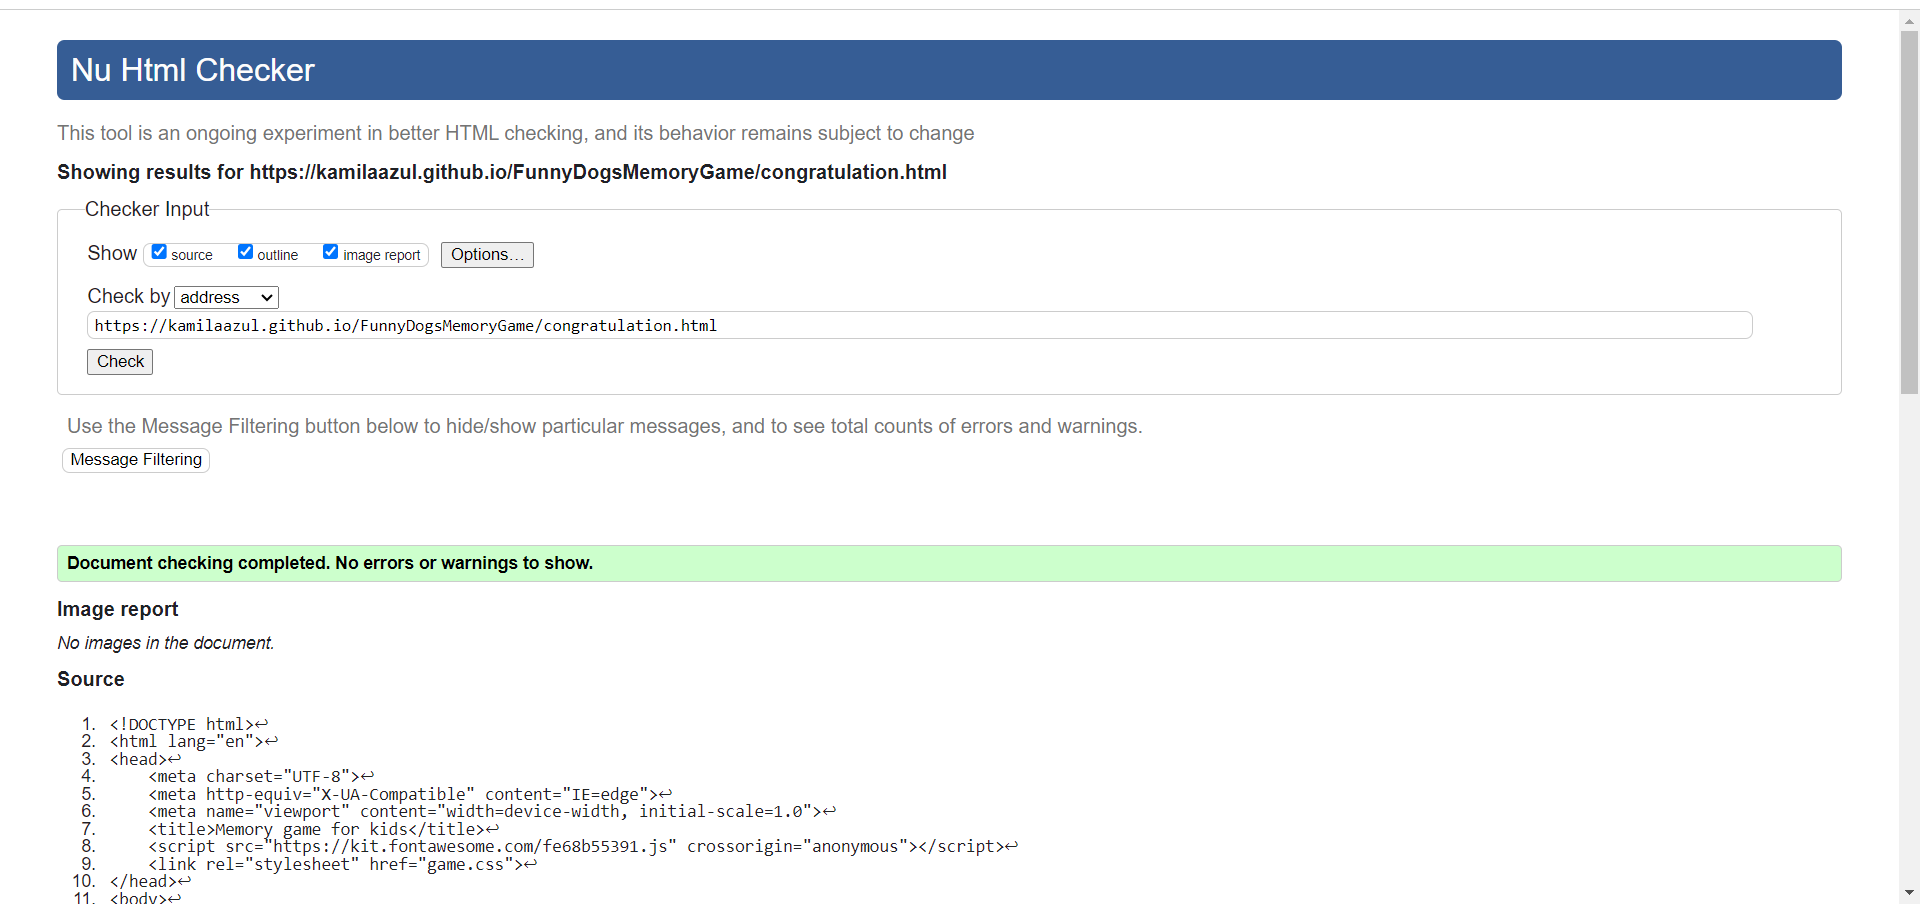 Nu Html Checker
This tool is an ongoing experiment in better HTML checking, and its behavior remains subject to change
Showing results for https://kamilaazul.github.io/FunnyDogsMemoryGame/congratulation.html
Checker Input
Show source outline image report Options...
Check by address
https://kamilaazul.github.io/FunnyDogsMemoryGame/congratulation.html
Check
Use the Message Filtering button below to hide/show particular messages, and to see total counts of errors and warnings.
Message Filtering
Document checking completed. No errors or warnings to show.
Image report
No images in the document.
Source
1. <!DOCTYPE html>↩
2. <html lang="en">↩
3. <head>↩
4. <meta charset="UTF-8">↩
5. <meta http-equiv="X-UA-Compatible" content="IE=edge">↩
6. <meta name="viewport" content="width=device-width, initial-scale=1.0">↩
7. <title>Memory game for kids</title>↩
8. <script src="https://kit.fontawesome.com/fe68b55391.js" crossorigin="anonymous"></script>↩
9. <link rel="stylesheet" href="game.css">↩
10. </head>↩
11. <body>↩